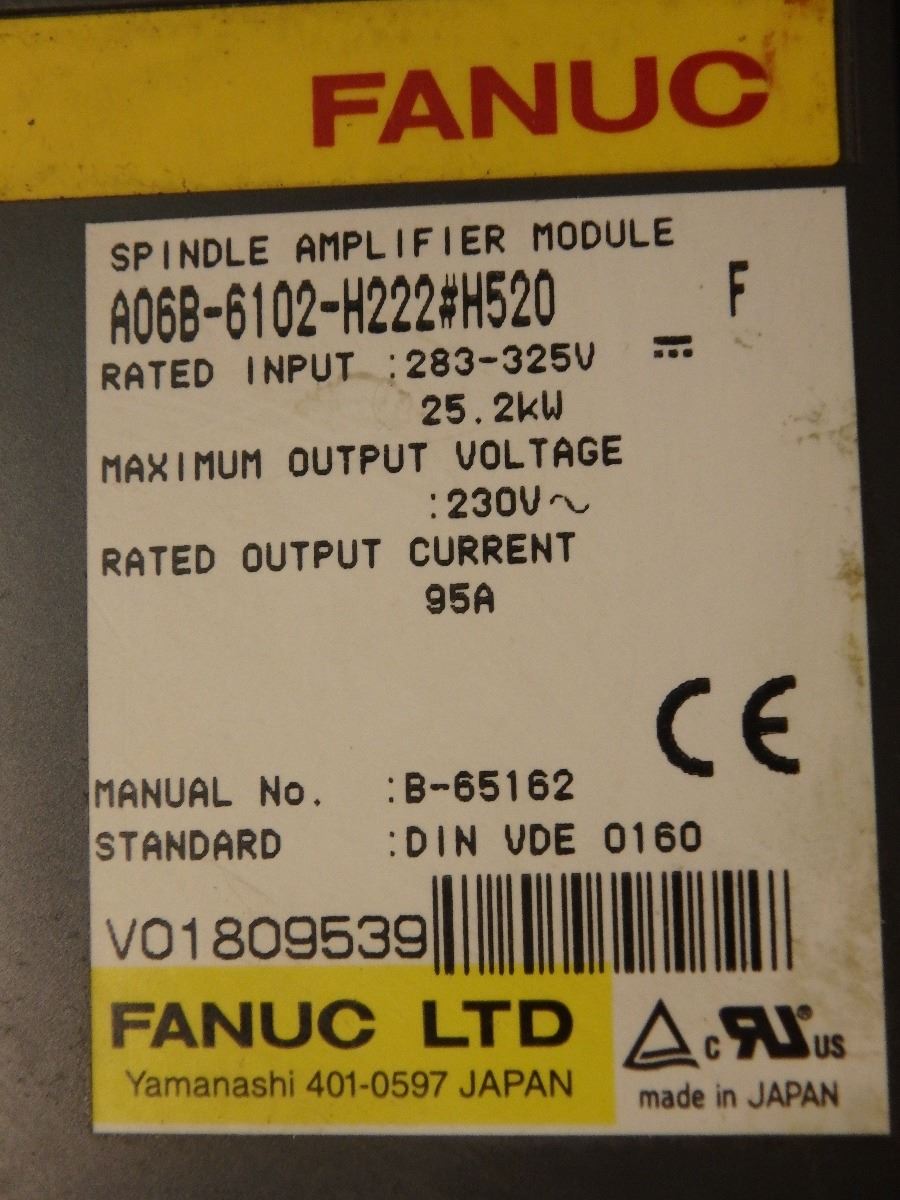 FANUC
SPINDLE AMPLIFIER MODULE
A06B-6102-H222#H520 F
RATED INPUT :283-325V ⎓
25.2kW
MAXIMUM OUTPUT VOLTAGE
:230V~
RATED OUTPUT CURRENT
95A
CE
MANUAL No. :B-65162
STANDARD :DIN VDE 0160
V01809539
FANUC LTD
Yamanashi 401-0597 JAPAN
c RU® US
made in JAPAN